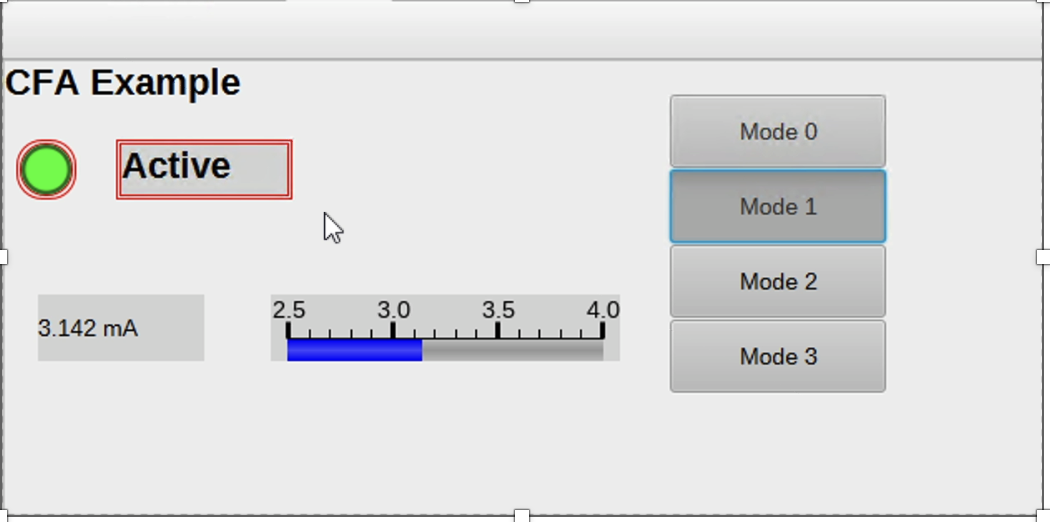 CFA Example
Active
3.142 mA
2.5 3.0 3.5 4.0
Mode 0
Mode 1
Mode 2
Mode 3